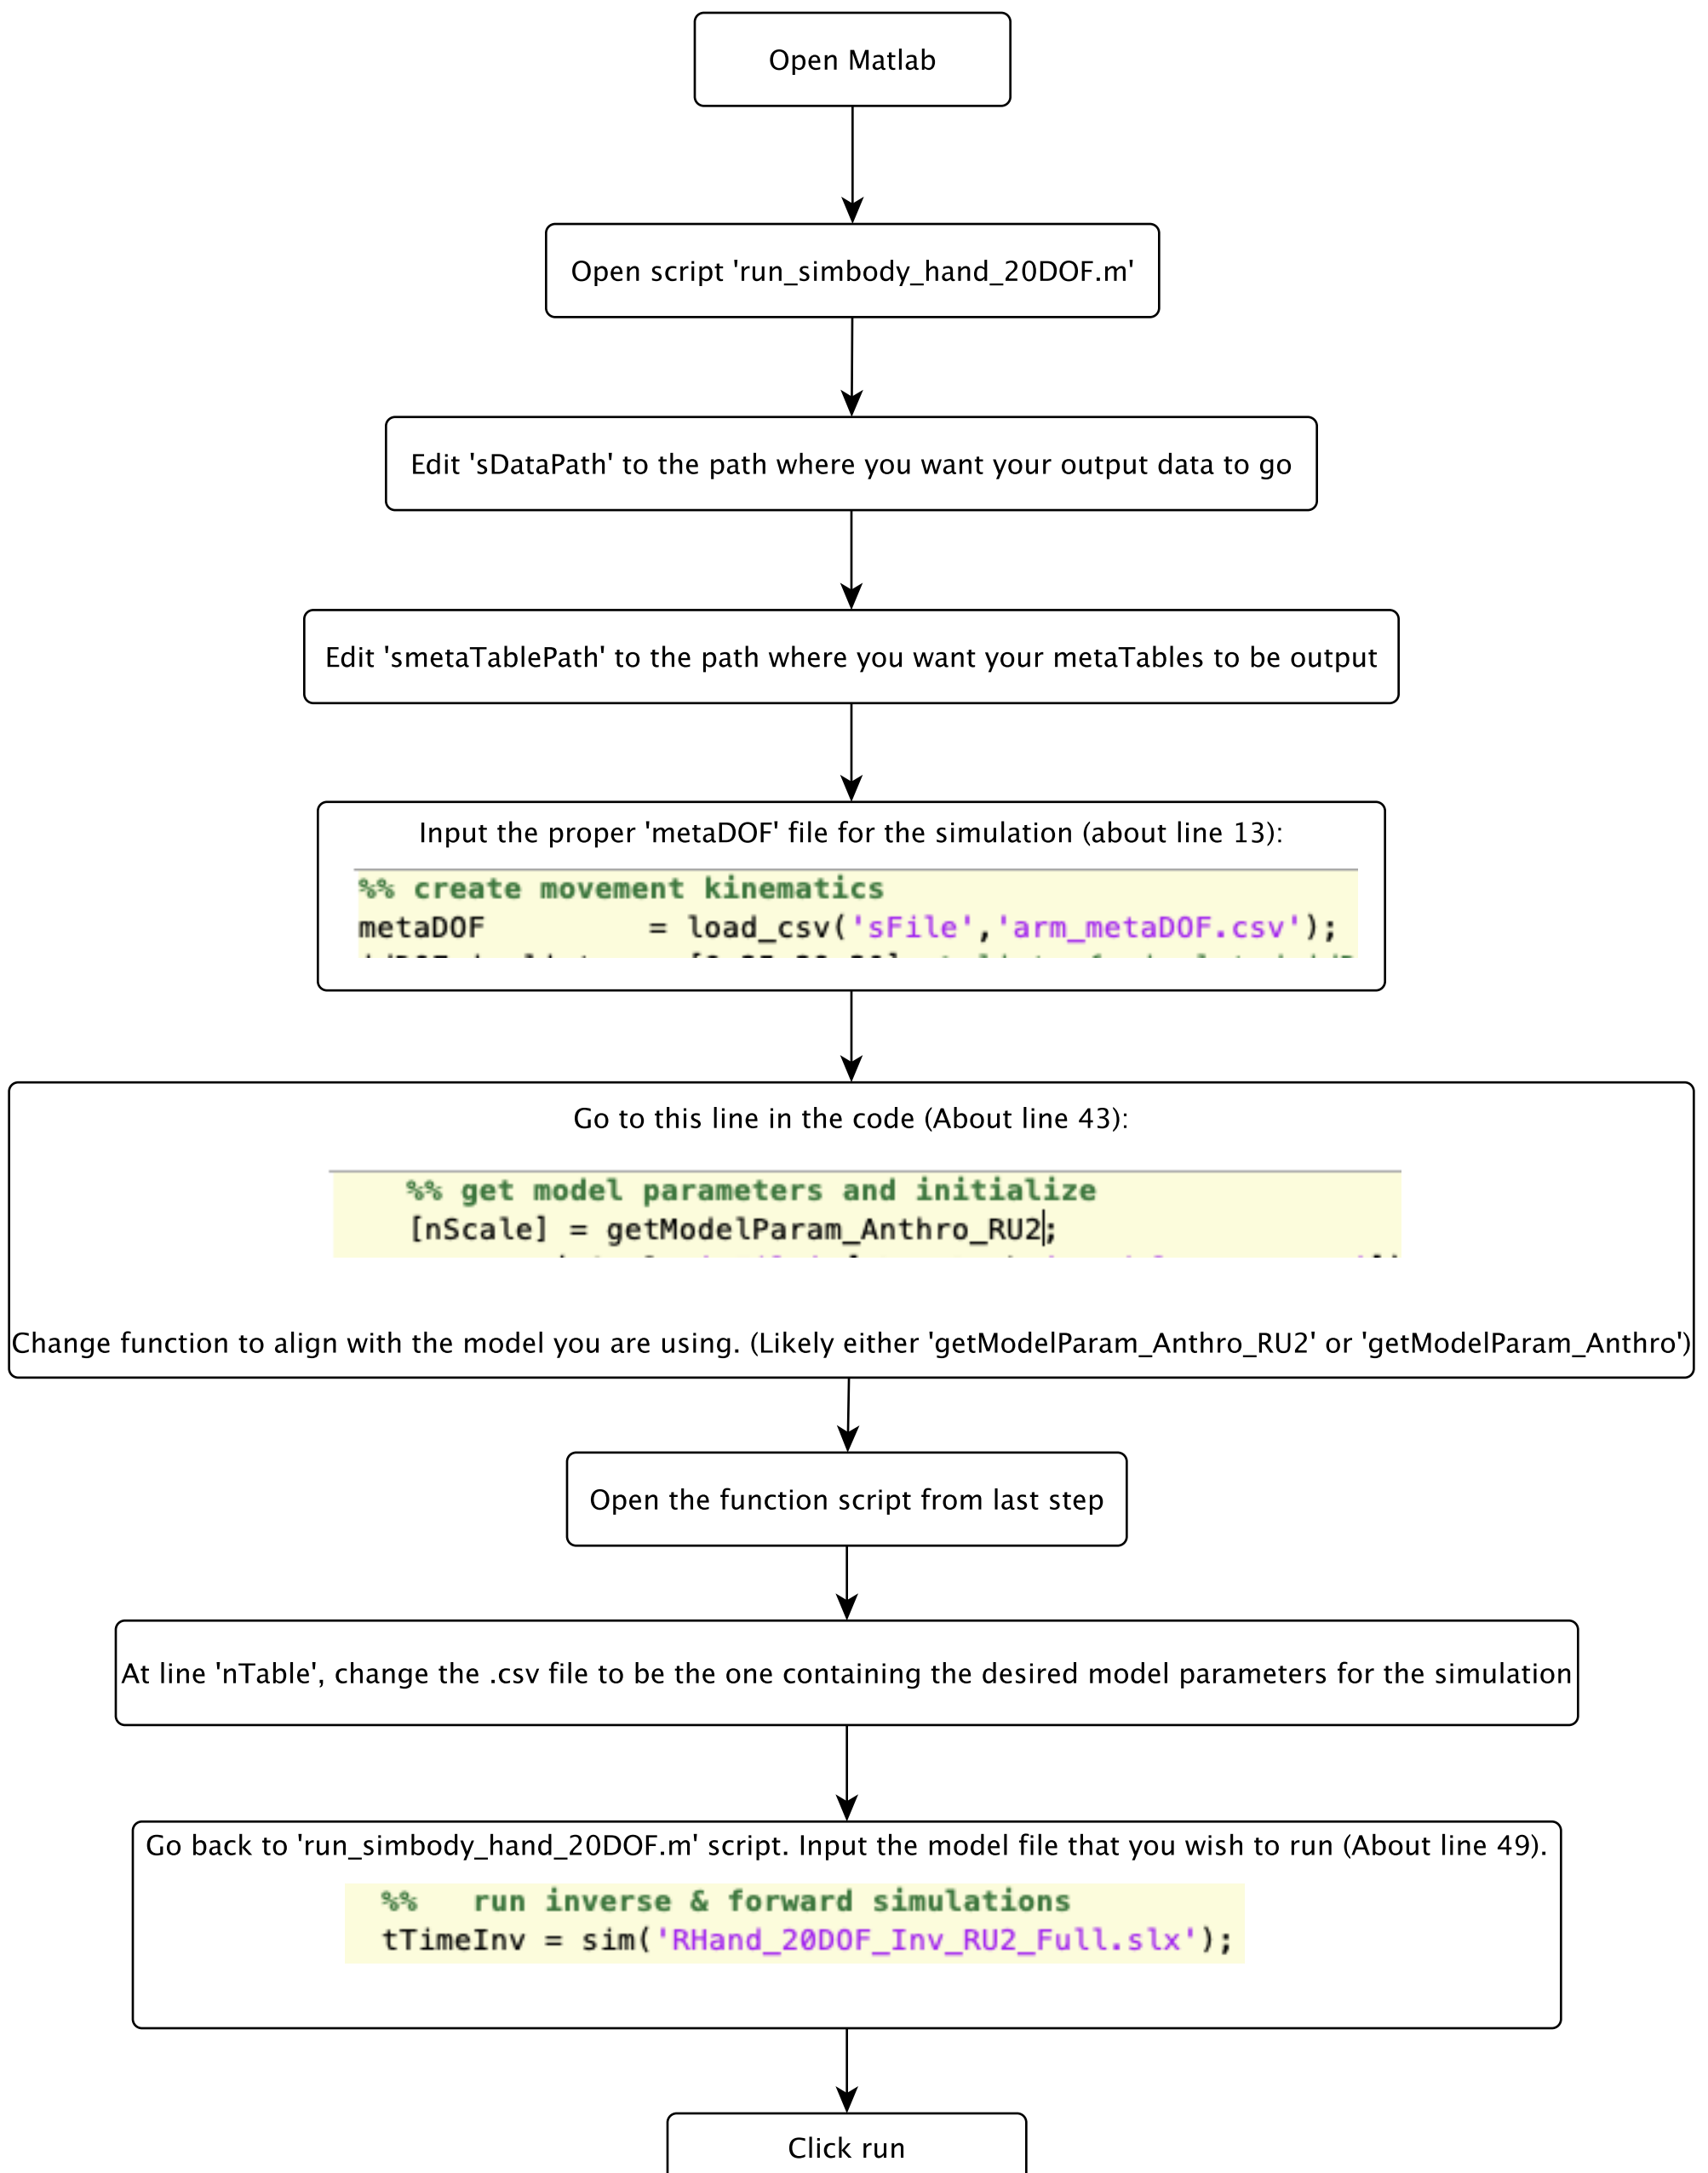 Open Matlab
Open script 'run_simbody_hand_20DOF.m'
Edit 'sDataPath' to the path where you want your output data to go
Edit 'smetaTablePath' to the path where you want your metaTables to be output
Input the proper 'metaDOF' file for the simulation (about line 13):
%% create movement kinematics
metaDOF = load_csv('sFile','arm_metaDOF.csv');
Go to this line in the code (About line 43):
%% get model parameters and initialize
[nScale] = getModelParam_Anthro_RU2;
Change function to align with the model you are using. (Likely either 'getModelParam_Anthro_RU2' or 'getModelParam_Anthro')
Open the function script from last step
At line 'nTable', change the .csv file to be the one containing the desired model parameters for the simulation
Go back to 'run_simbody_hand_20DOF.m' script. Input the model file that you wish to run (About line 49).
%% run inverse & forward simulations
tTimeInv = sim('RHand_20DOF_Inv_RU2_Full.slx');
Click run